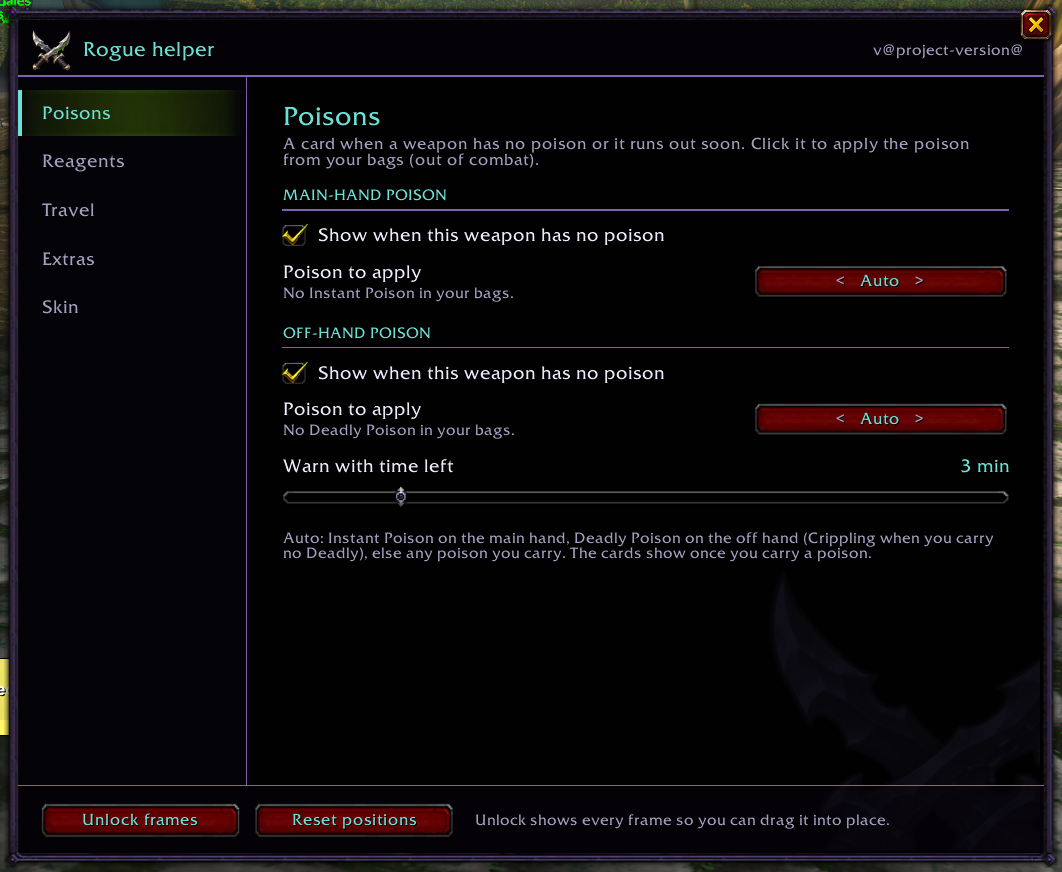 Rogue helper
v@project-version@
Poisons
Reagents
Travel
Extras
Skin
Poisons
A card when a weapon has no poison or it runs out soon. Click it to apply the poison
from your bags (out of combat).
MAIN-HAND POISON
Show when this weapon has no poison
Poison to apply
No Instant Poison in your bags.
< Auto >
OFF-HAND POISON
Show when this weapon has no poison
Poison to apply
No Deadly Poison in your bags.
< Auto >
Warn with time left
3 min
Auto: Instant Poison on the main hand, Deadly Poison on the off hand (Crippling when you carry
no Deadly), else any poison you carry. The cards show once you carry a poison.
Unlock frames
Reset positions
Unlock shows every frame so you can drag it into place.